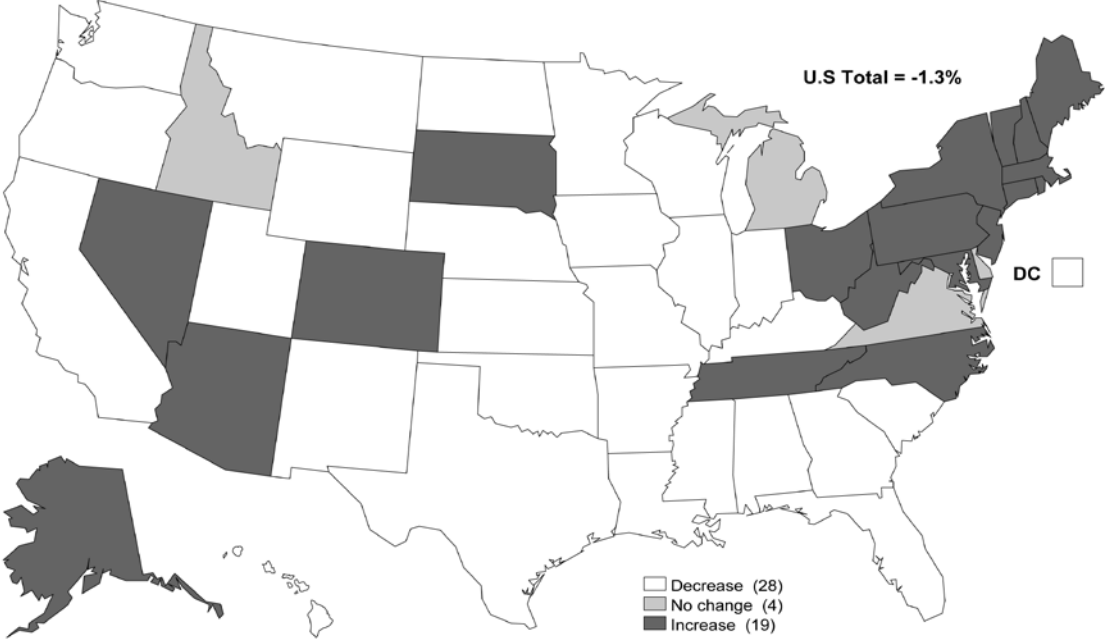 U.S Total = -1.3%
DC
Decrease (28)
No change (4)
Increase (19)